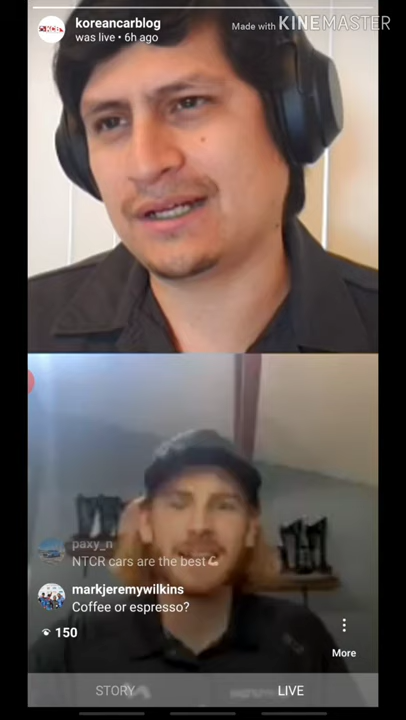 koreancarblog
was live • 6h ago
Made with KINEMASTER
KCB
paxy_n
NTCR cars are the best💪
markjeremywilkins
Coffee or espresso?
150
More
STORY
LIVE